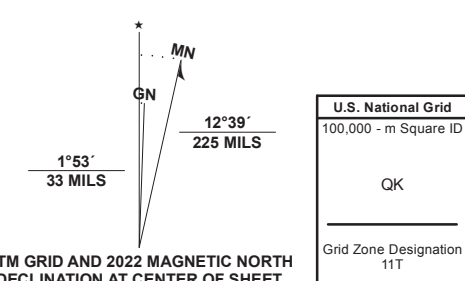 MN
GN
12°39´
225 MILS
1°53´
33 MILS
TM GRID AND 2022 MAGNETIC NORTH
DECLINATION AT CENTER OF SHEET
U.S. National Grid
100,000 - m Square ID
QK
Grid Zone Designation
11T